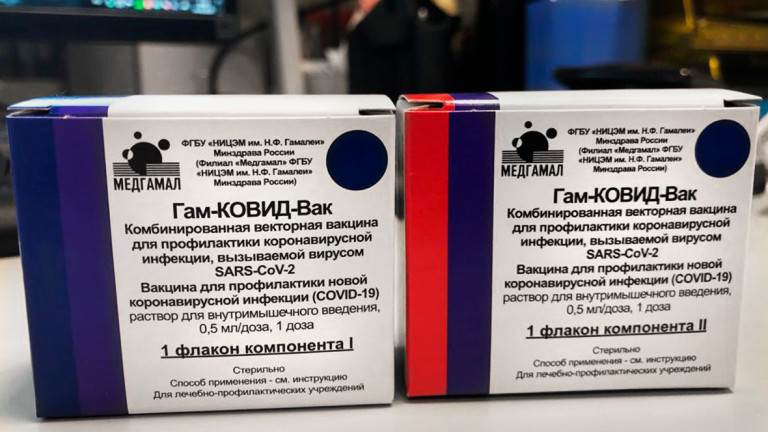 МЕДГАМАЛ
ФГБУ «НИЦЭМ им. Н.Ф. Гамалеи»
Минздрава России
(Филиал «Медгамал» ФГБУ
«НИЦЭМ им. Н.Ф. Гамалеи»
Минздрава России)
Гам-КОВИД-Вак
Комбинированная векторная вакцина
для профилактики коронавирусной
инфекции, вызываемой вирусом
SARS-CoV-2
Вакцина для профилактики новой
коронавирусной инфекции (COVID-19)
раствор для внутримышечного введения,
0,5 мл/доза, 1 доза
1 флакон компонента I
Стерильно
Способ применения - см. инструкцию
Для лечебно-профилактических учреждений
МЕДГАМАЛ
ФГБУ «НИЦЭМ им. Н.Ф. Гамалеи»
Минздрава России
(Филиал «Медгамал» ФГБУ
«НИЦЭМ им. Н.Ф. Гамалеи»
Минздрава России)
Гам-КОВИД-Вак
Комбинированная векторная вакцина
для профилактики коронавирусной
инфекции, вызываемой вирусом
SARS-CoV-2
Вакцина для профилактики новой
коронавирусной инфекции (COVID-19)
раствор для внутримышечного введения,
0,5 мл/доза, 1 доза
1 флакон компонента II
Стерильно
Способ применения - см. инструкцию
Для лечебно-профилактических учреждений